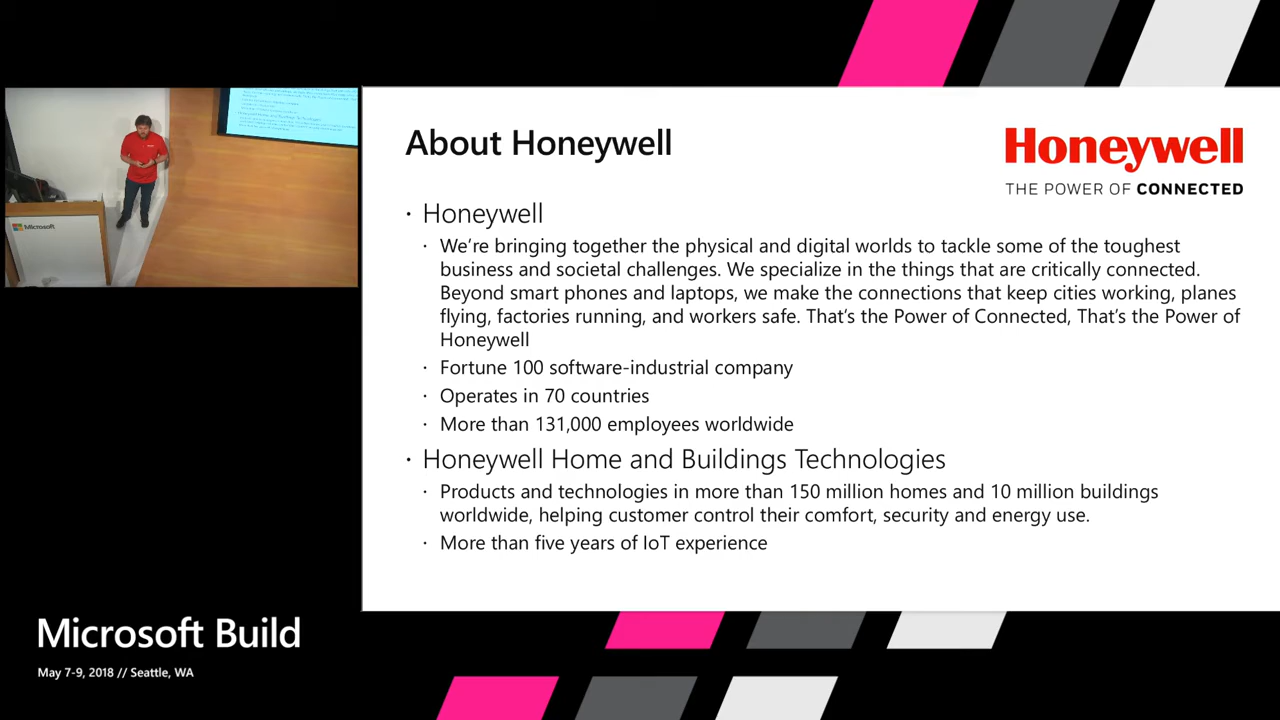 About Honeywell
Honeywell
THE POWER OF CONNECTED
· Honeywell
· We're bringing together the physical and digital worlds to tackle some of the toughest
business and societal challenges. We specialize in the things that are critically connected.
Beyond smart phones and laptops, we make the connections that keep cities working, planes
flying, factories running, and workers safe. That's the Power of Connected, That's the Power of
Honeywell
· Fortune 100 software-industrial company
· Operates in 70 countries
· More than 131,000 employees worldwide
· Honeywell Home and Buildings Technologies
· Products and technologies in more than 150 million homes and 10 million buildings
worldwide, helping customer control their comfort, security and energy use.
· More than five years of IoT experience
Microsoft
Microsoft Build
May 7-9, 2018 // Seattle, WA